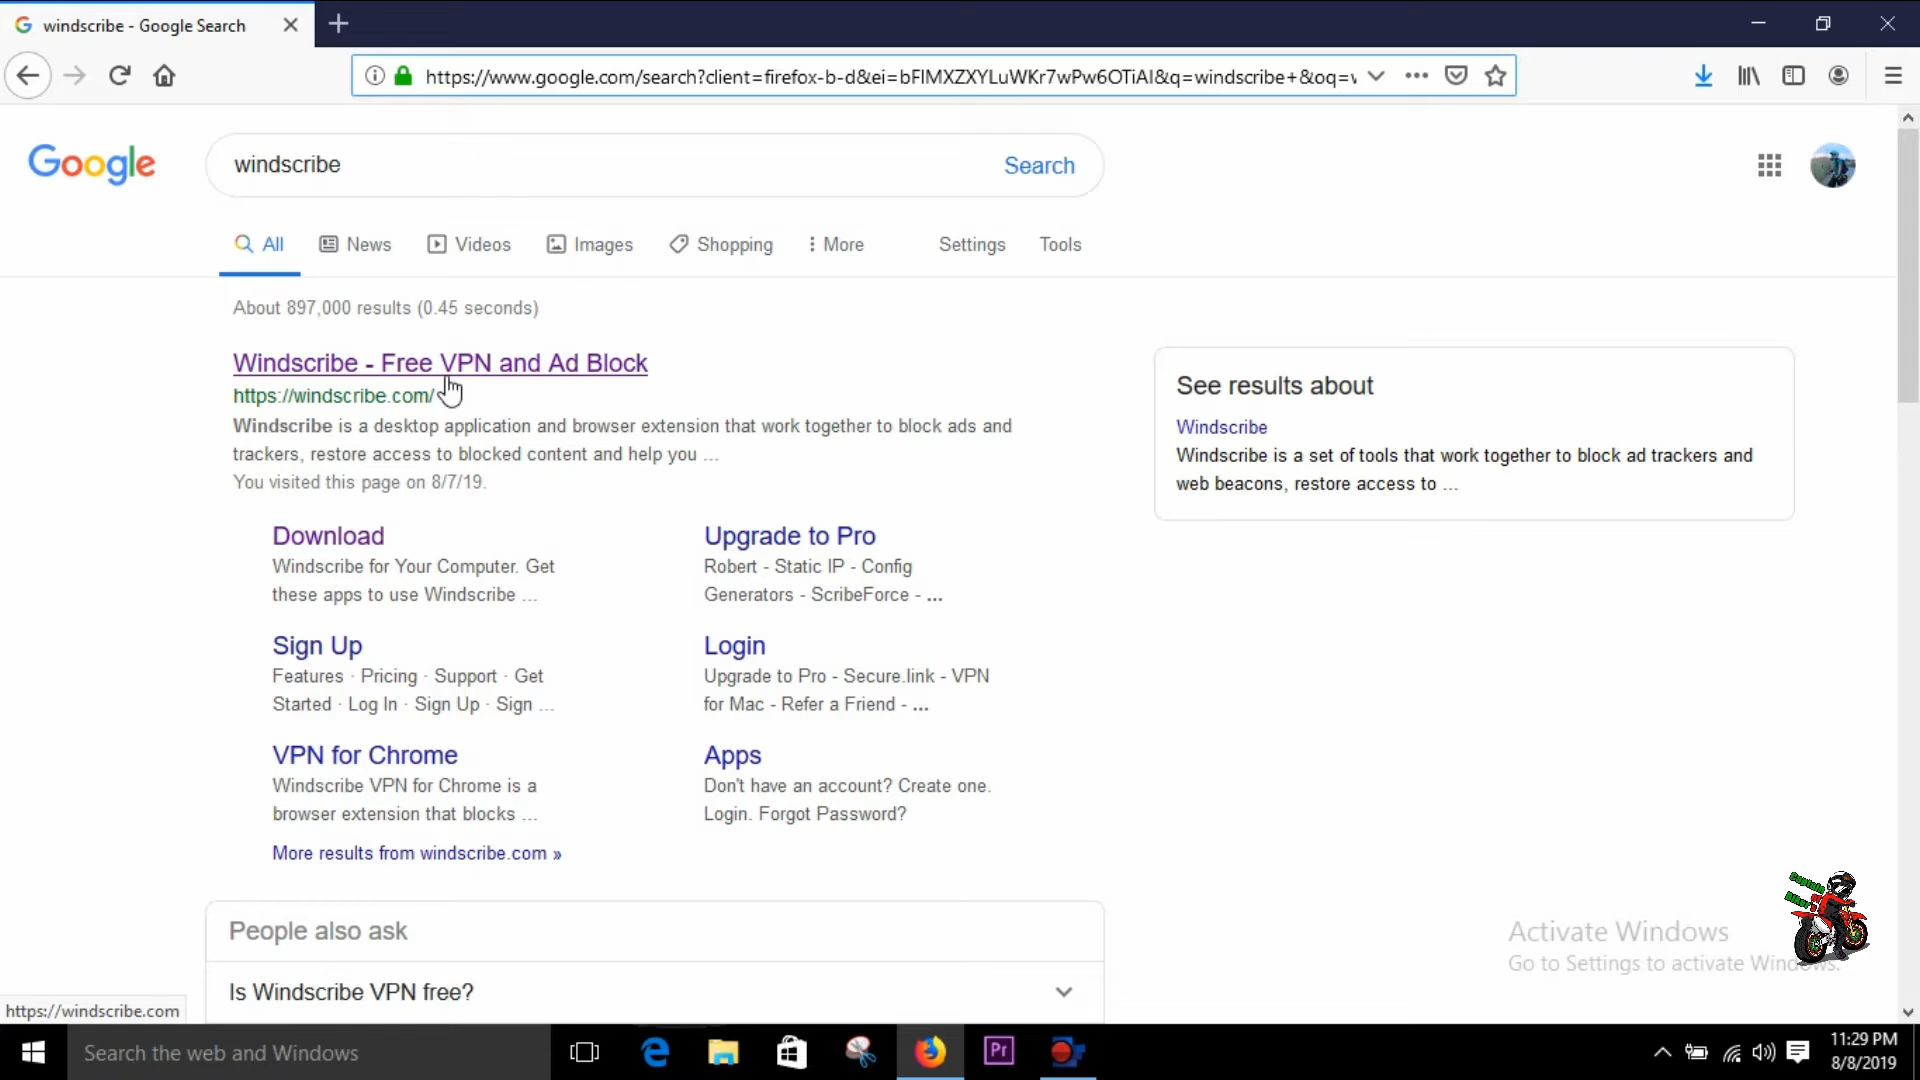 windscribe - Google Search
https://www.google.com/search?client=firefox-b-d&ei=bFlMXZXYLuWKr7wPw6OTiAI&q=windscribe+&oq=w
Google
windscribe
Search
All
News
Videos
Images
Shopping
More
Settings
Tools
About 897,000 results (0.45 seconds)
Windscribe - Free VPN and Ad Block
https://windscribe.com/
Windscribe is a desktop application and browser extension that work together to block ads and
trackers, restore access to blocked content and help you ...
You visited this page on 8/7/19.
Download
Windscribe for Your Computer. Get
these apps to use Windscribe ...
Upgrade to Pro
Robert - Static IP - Config
Generators - ScribeForce - ...
Sign Up
Features · Pricing · Support · Get
Started · Log In · Sign Up · Sign ...
Login
Upgrade to Pro - Secure.link - VPN
for Mac - Refer a Friend - ...
VPN for Chrome
Windscribe VPN for Chrome is a
browser extension that blocks ...
Apps
Don't have an account? Create one.
Login. Forgot Password?
More results from windscribe.com »
See results about
Windscribe
Windscribe is a set of tools that work together to block ad trackers and
web beacons, restore access to ...
People also ask
Is Windscribe VPN free?
Captain
Biker
Activate Windows
Go to Settings to activate Windows.
https://windscribe.com
Search the web and Windows
Pr
11:29 PM
8/8/2019